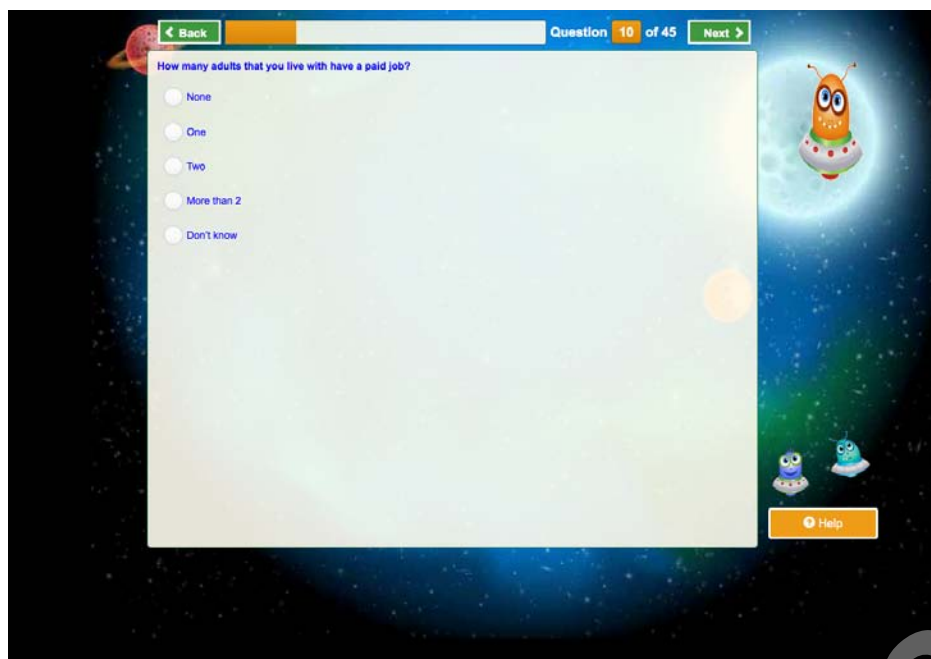 Back
Question 10 of 45
Next
How many adults that you live with have a paid job?
None
One
Two
More than 2
Don't know
Help